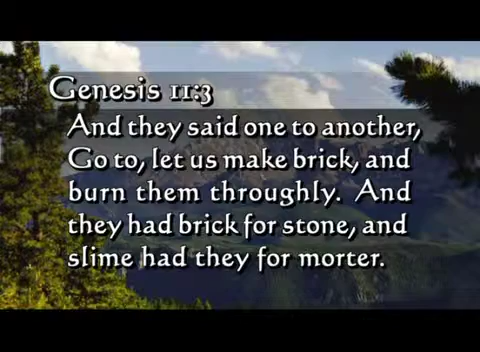 Genesis 11:3
And they said one to another,
Go to, let us make brick, and
burn them throughly. And
they had brick for stone, and
slime had they for morter.